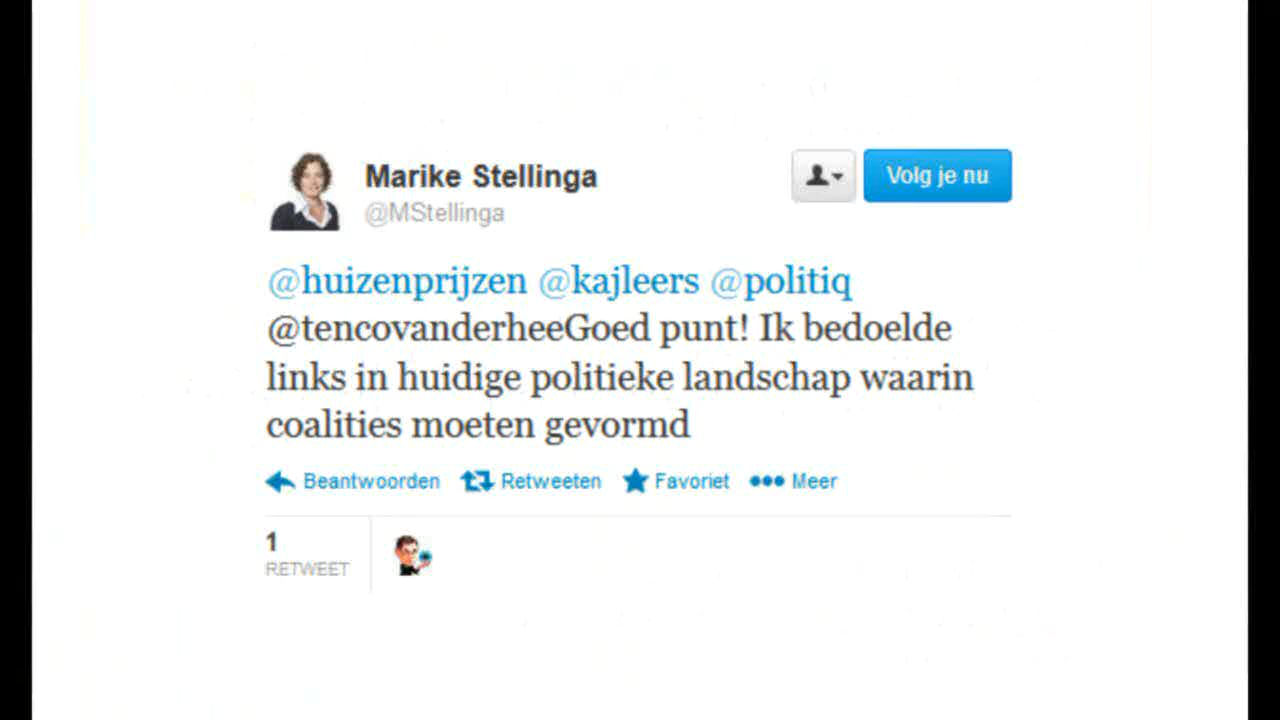 Marike Stellinga
@MStellinga
Volg je nu
@huizenprijzen @kajleers @politiq
@tencovanderheeGoed punt! Ik bedoelde
links in huidige politieke landschap waarin
coalities moeten gevormd
Beantwoorden Retweeten Favoriet Meer
1
RETWEET